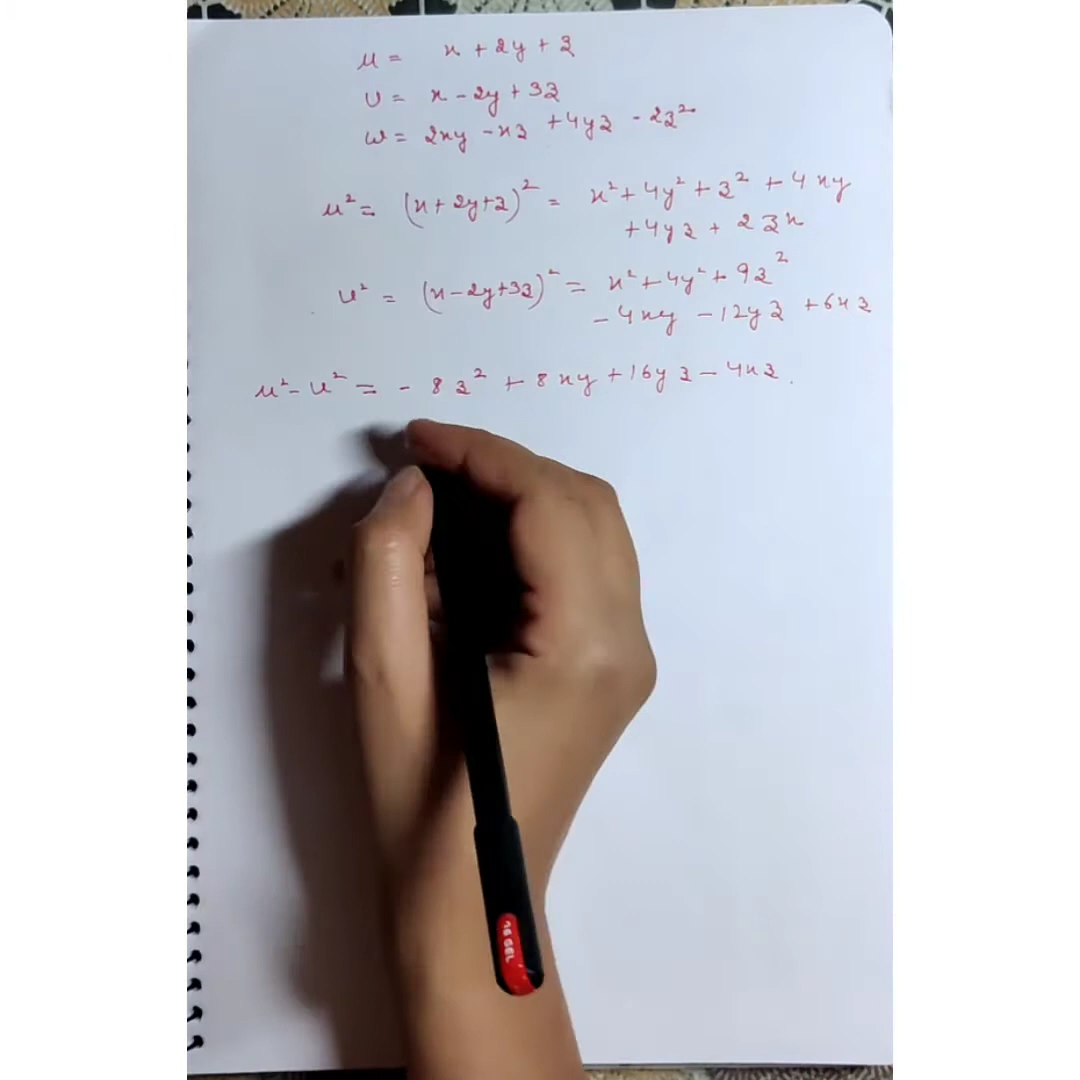 u = x + 2y + z
v = x - 2y + 3z
w = 2xy - xz + 4yz - 2z²
u² = (x + 2y + z)² = x² + 4y² + z² + 4xy
+ 4yz + 2zx
v² = (x - 2y + 3z)² = x² + 4y² + 9z²
- 4xy - 12yz + 6xz
u² - v² = - 8z² + 8xy + 16yz - 4xz.